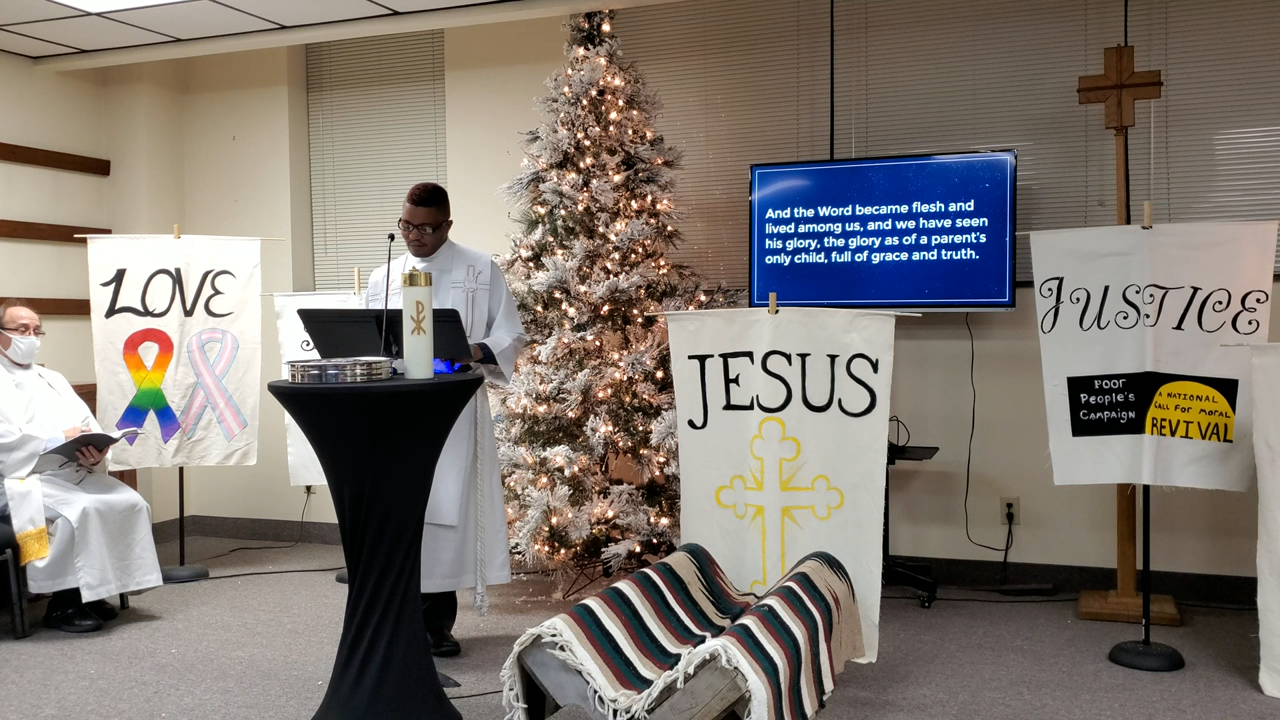 LOVE
And the Word became flesh and
lived among us, and we have seen
his glory, the glory as of a parent's
only child, full of grace and truth.
JESUS
JUSTICE
POOR
People's
Campaign
A NATIONAL
CALL FOR MORAL
REVIVAL